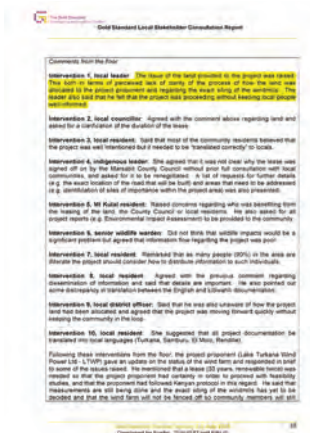 The Gold Standard
Gold Standard Local Stakeholder Consultation Report
Comments from the floor
Intervention 1, local leader: The issue of the land provided to the project was raised.
This both in terms of perceived lack of clarity of the process of how the land was
allocated to the project proponent and regarding the exact siting of the windmills. The
leader also said that he felt that the project was proceeding without keeping local people
well-informed.
Intervention 2, local councillor: Agreed with the comment above regarding land and
asked for a clarification of the duration of the lease.
Intervention 3, local resident: Said that most of the community residents believed that
the project was well intentioned but it needed to be 'translated correctly' to locals.
Intervention 4, indigenous leader: She agreed that it was not clear why the lease was
signed off on by the Marsabit County Council without prior full consultation with local
communities, and asked for it to be renegotiated. A lot of requests for further details
(e.g. the exact location of the road that will be built) and areas that need to be addressed
(e.g. identification of sites of importance within the project area) was also presented.
Intervention 5, Mt Kulal resident: Raised concerns regarding who was benefiting from
the leasing of the land, the County Council or local residents. He also asked for all
project reports (e.g. Environmental Impact Assessment) to be provided to the community.
Intervention 6, senior wildlife warden: Did not think that wildlife impacts would be a
significant problem but agreed that information flow regarding the project was poor.
Intervention 7, local resident: Remarked that as many people (80%) in the area are
illiterate the project should consider how to distribute information to such individuals.
Intervention 8, local resident: Agreed with the previous comment regarding
dissemination of information and said that details are important. He also pointed out
some discrepancy in translation between the English and documentation.
Intervention 9, local district officer: Said that he was also unaware of how the project
land had been allocated and agreed that the project was moving forward quickly without
keeping the community in the loop.
Intervention 10, local resident: She suggested that all project documentation be
translated into local languages (Turkana, Samburu, El Molo, Rendille).
Following these interventions from the floor, the project proponent (Lake Turkana Wind
Power Ltd - LTWP) gave an update on the status of the wind farm and responded in brief
to some of the issues raised. He mentioned that a lease (33 years, renewable twice) was
needed so that the project proponent had certainty in order to proceed with feasibility
studies, and that the proponent had followed Kenyan protocol in this regard. He said that
measurements are still being done and the exact siting of the windmills has yet to be
decided and that the wind farm will not be fenced off so community members will still